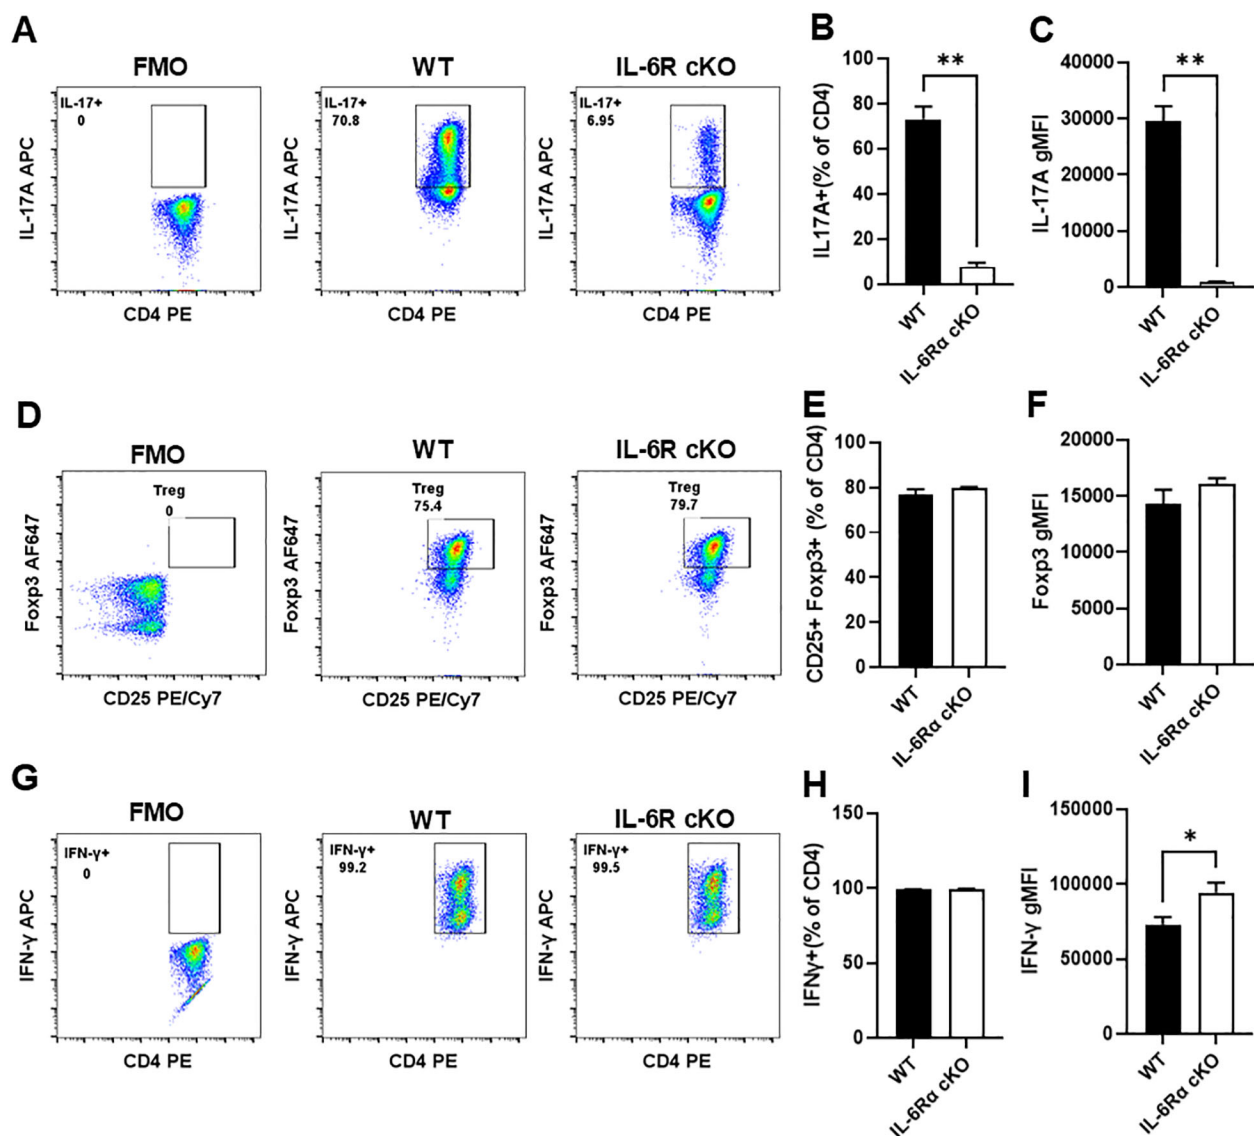 A
FMO
IL-17+
0
IL-17A APC
CD4 PE
WT
IL-17+
70.8
IL-17A APC
CD4 PE
IL-6R cKO
IL-17+
6.95
IL-17A APC
CD4 PE
B
IL17A+(% of CD4)
100
80
60
40
20
0
**
WT
IL-6Rα cKO
C
IL-17A gMFI
40000
30000
20000
10000
0
**
WT
IL-6Rα cKO
D
FMO
Treg
0
Foxp3 AF647
CD25 PE/Cy7
WT
Treg
75.4
Foxp3 AF647
CD25 PE/Cy7
IL-6R cKO
Treg
79.7
Foxp3 AF647
CD25 PE/Cy7
E
CD25+ Foxp3+ (% of CD4)
100
80
60
40
20
0
WT
IL-6Rα cKO
F
Foxp3 gMFI
20000
15000
10000
5000
0
WT
IL-6Rα cKO
G
FMO
IFN-γ+
0
IFN-γ APC
CD4 PE
WT
IFN-γ+
99.2
IFN-γ APC
CD4 PE
IL-6R cKO
IFN-γ+
99.5
IFN-γ APC
CD4 PE
H
IFNγ+(% of CD4)
150
100
50
0
WT
IL-6Rα cKO
I
IFN-γ gMFI
150000
100000
50000
0
*
WT
IL-6Rα cKO